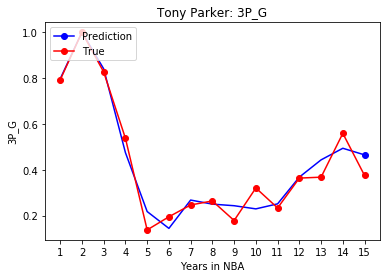 Tony Parker: 3P_G
Prediction
True
1.0
0.8
0.6
0.4
0.2
3P_G
1 2 3 4 5 6 7 8 9 10 11 12 13 14 15
Years in NBA